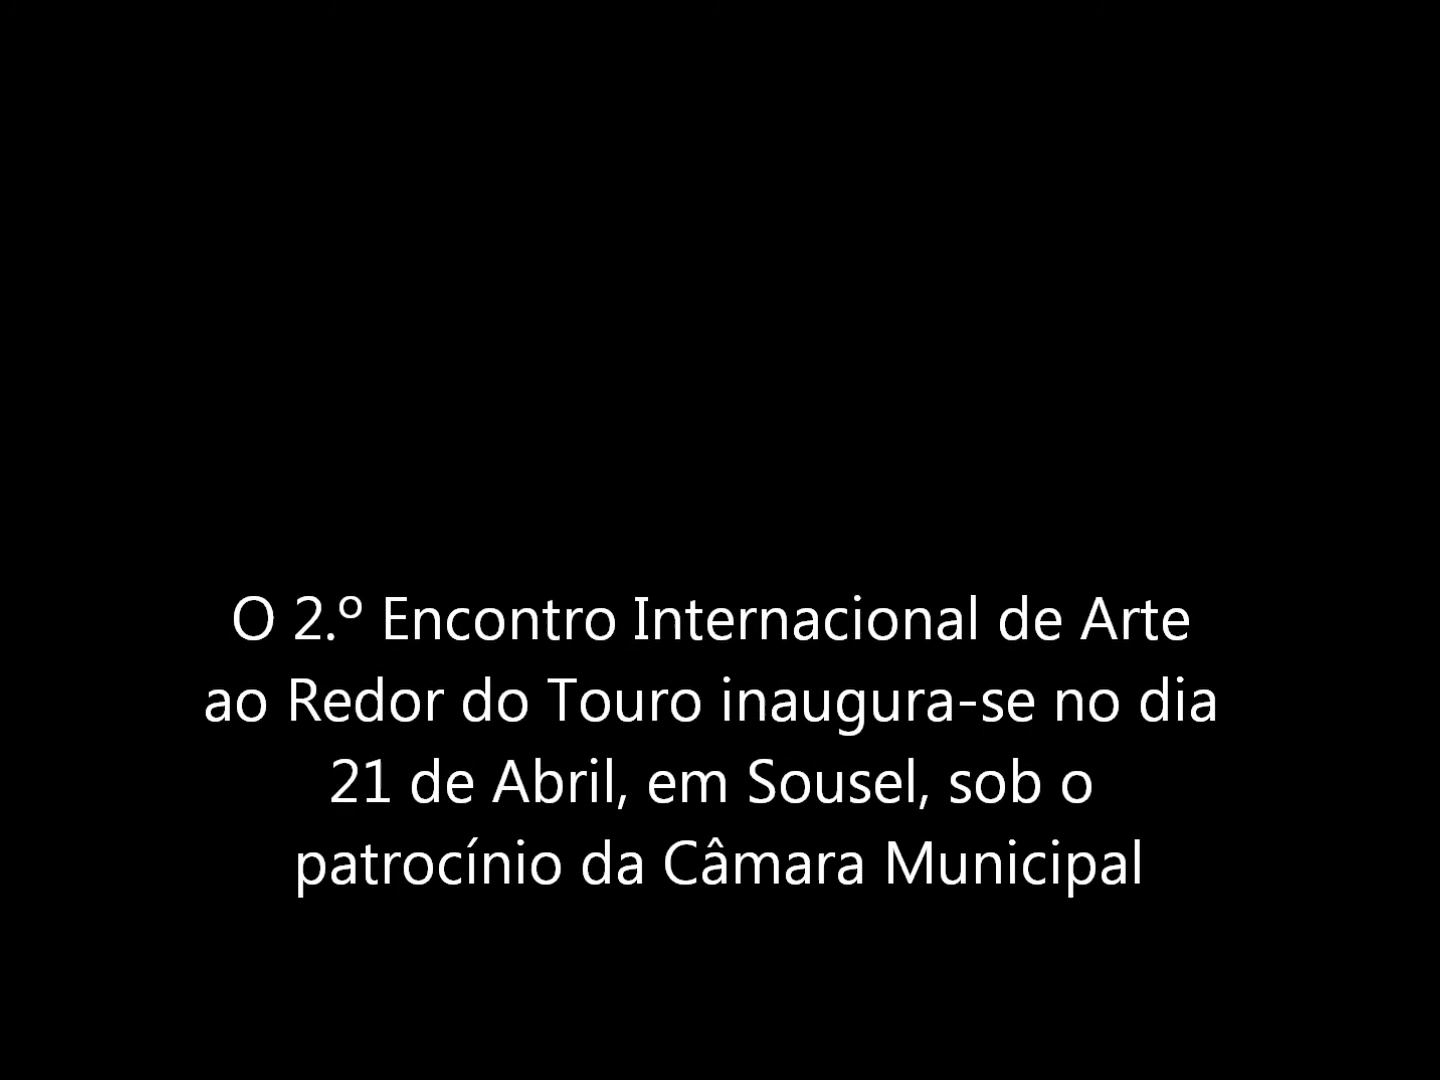 O 2.º Encontro Internacional de Arte
ao Redor do Touro inaugura-se no dia
21 de Abril, em Sousel, sob o
patrocínio da Câmara Municipal